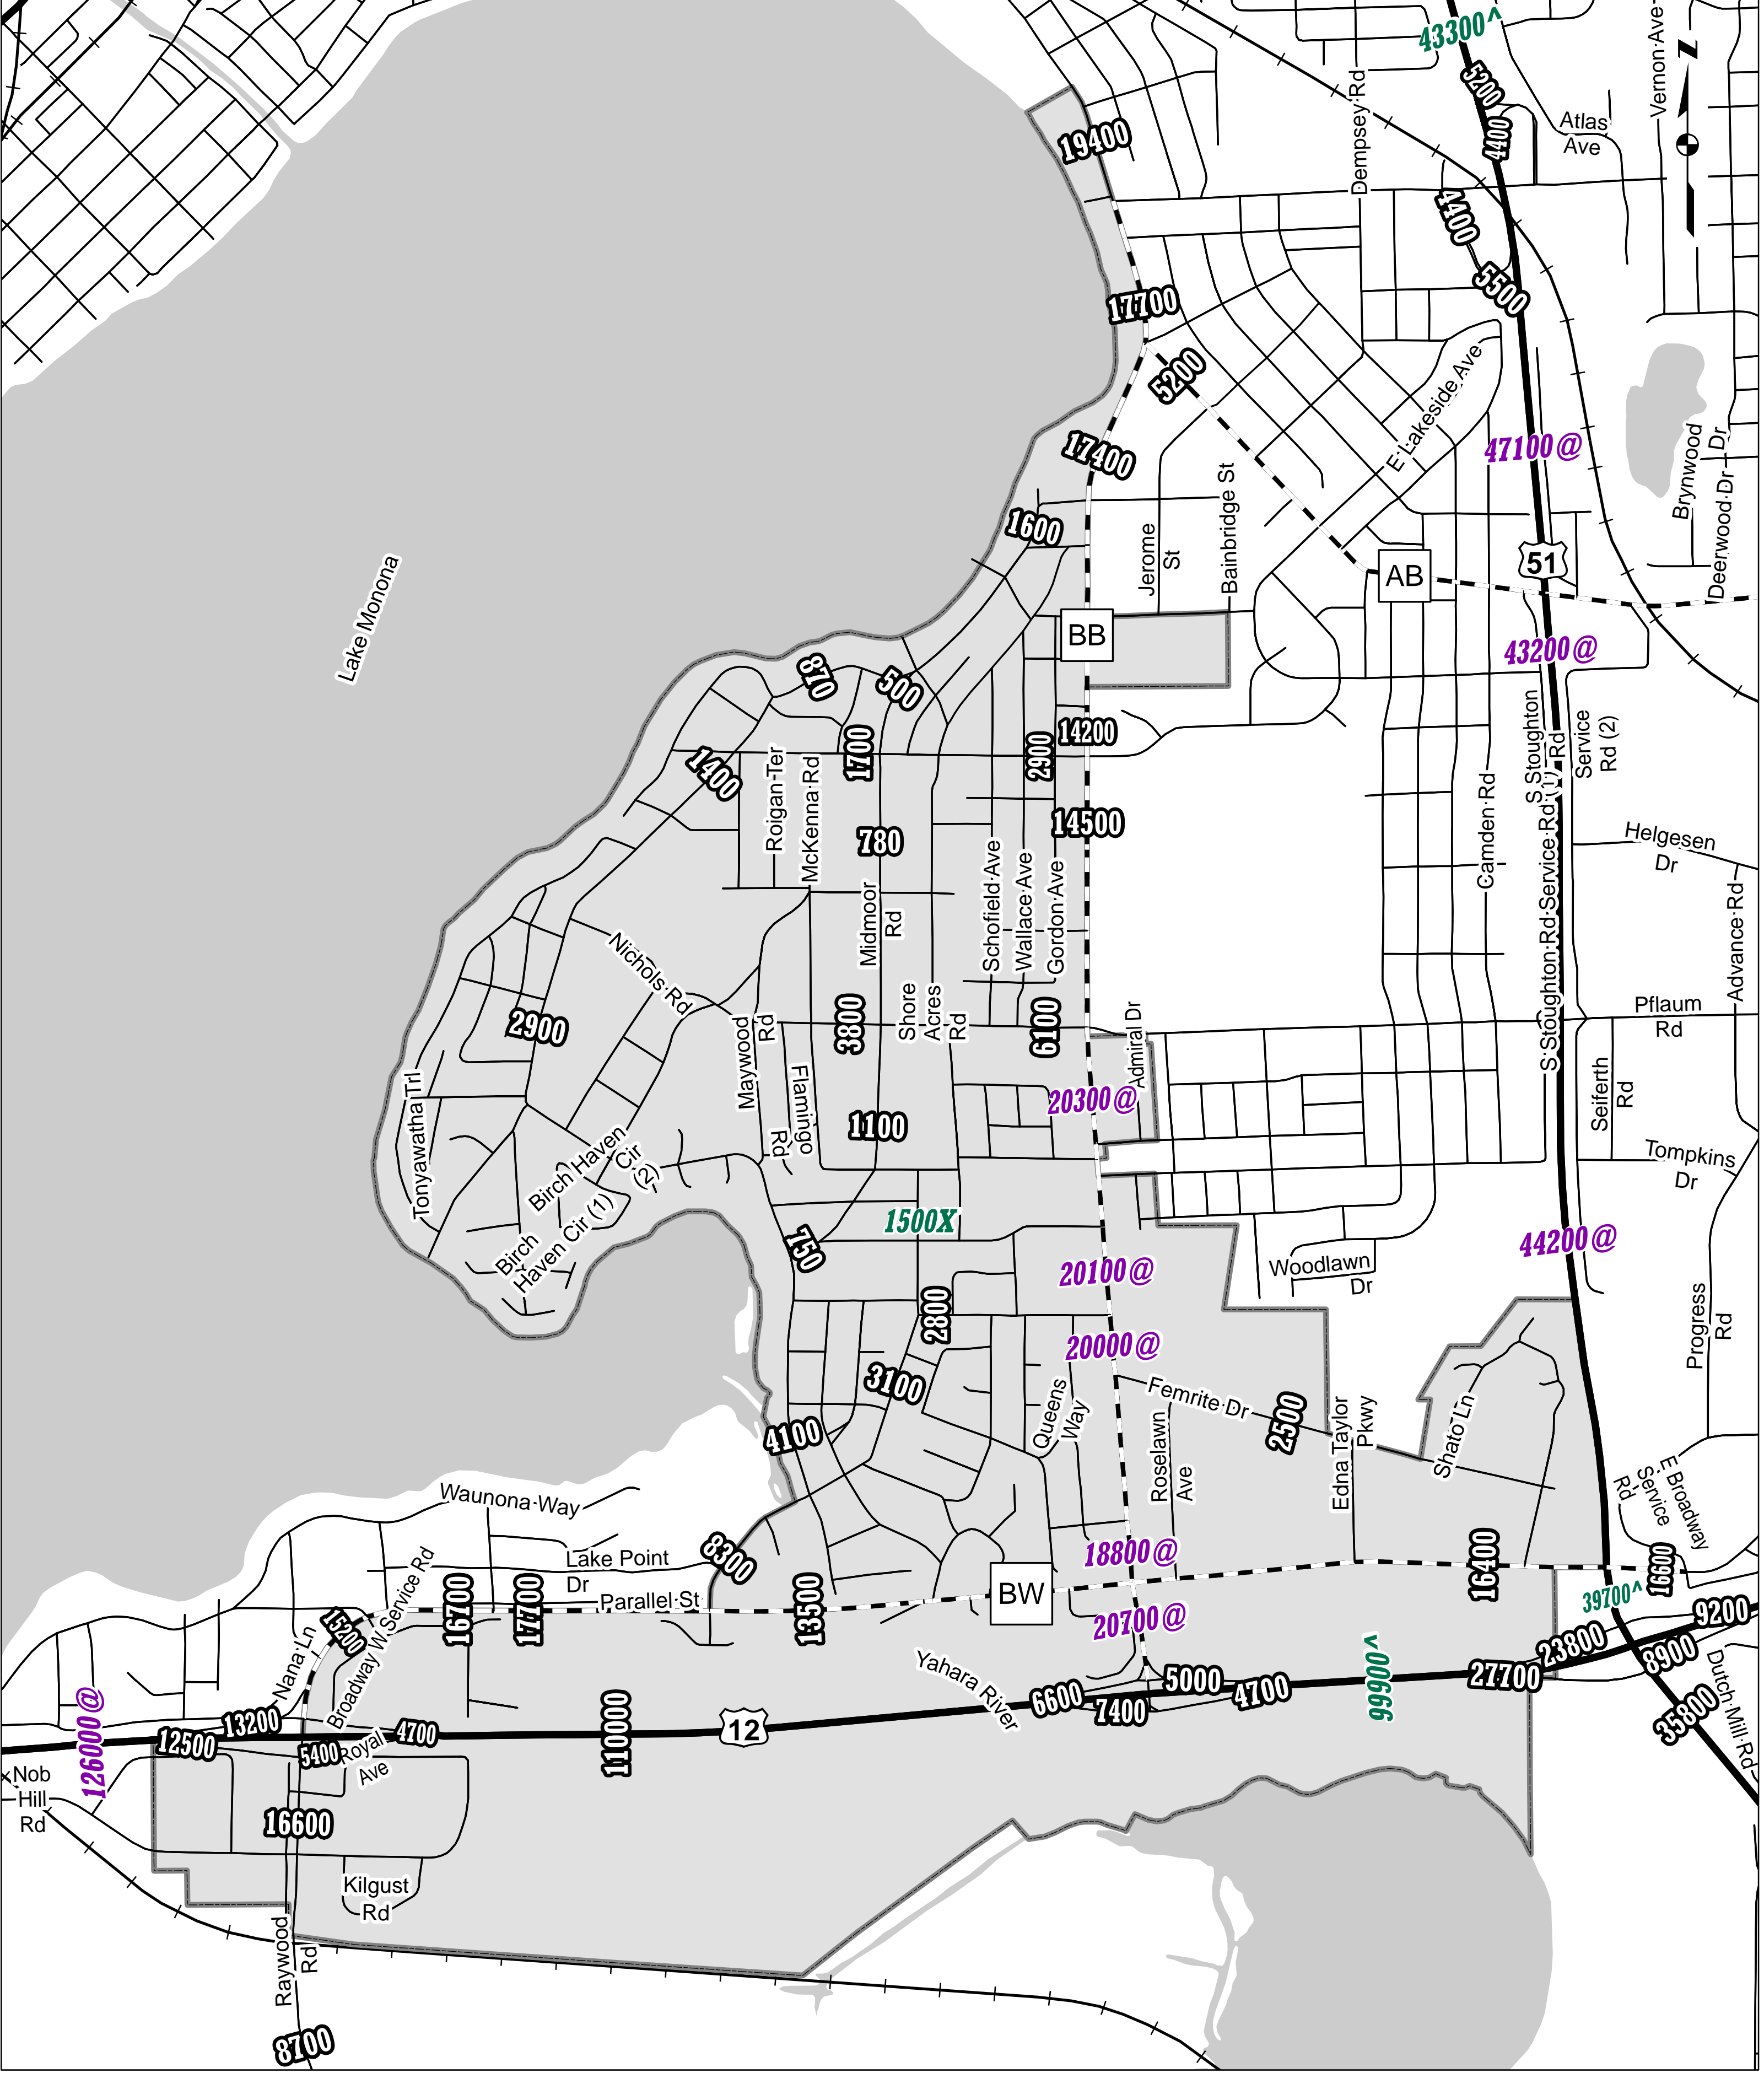 43300^
Vernon Ave
N
5200
Dempsey Rd
4400
Atlas
Ave
19400
4400
5500
17700
5200
E Lakeside Ave
47100@
17400
Brynwood
Dr
Deerwood Dr
1600
Jerome
St
Bainbridge St
51
AB
Lake Monona
BB
43200@
870
500
S Stoughton
Rd
Service
Rd (2)
14200
1700
2900
1400
Roigan Ter
McKenna Rd
14500
780
Camden Rd
Helgesen
Dr
S Stoughton Rd Service Rd (1)
Schofield Ave
Wallace Ave
Gordon Ave
Midmoor
Rd
Advance Rd
Nichols Rd
2900
3800
Shore
Acres
Rd
6100
Admiral Dr
Pflaum
Rd
Maywood
Rd
Flamingo
Rd
Tonyawatha Trl
20300@
Seiferth
Rd
1100
Birch Haven
Cir
(2)
Tompkins
Dr
Birch
Haven Cir (1)
1500X
750
44200@
20100@
Woodlawn
Dr
2800
20000@
Progress
Rd
3100
Queens
Way
Femrite Dr
2500
Roselawn
Ave
Edna Taylor
Pkwy
Shato Ln
4100
Waunona Way
E Broadway
Service
Rd
8300
Lake Point
Dr
18800@
16400
16600
BW
39700^
Parallel St
16700
17700
13500
20700@
15200
Nana Ln
Broadway W Service Rd
Yahara River
9200
23800
8900
99600^
27700
5000
4700
6600
7400
Dutch Mill Rd
35800
126000@
13200
12500
4700
5400
Royal
Ave
110000
12
Nob
Hill
Rd
16600
Kilgust
Rd
Raywood
Rd
8700